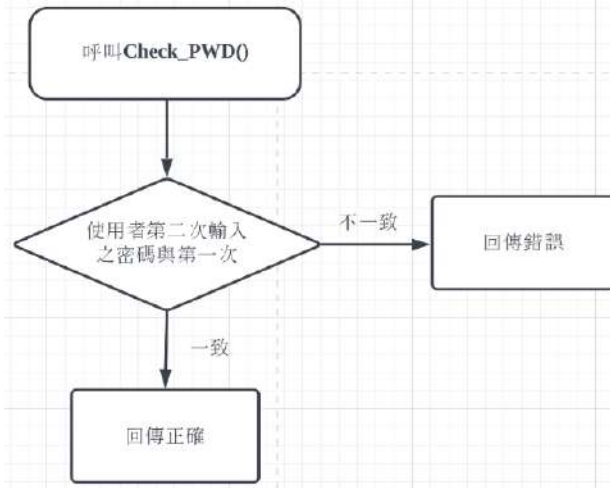 呼叫Check_PWD()
使用者第二次輸入
之密碼與第一次
不一致
回傳錯誤
一致
回傳正確